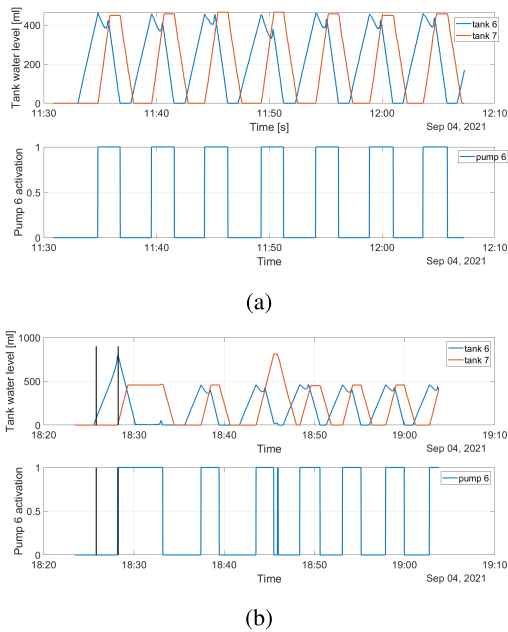 Tank water level [ml]
400
200
0
tank 6
tank 7
11:30 11:40 11:50 12:00 12:10
Time [s]
Sep 04, 2021
Pump 6 activation
1
0.5
0
pump 6
11:30 11:40 11:50 12:00 12:10
Time
Sep 04, 2021
(a)
Tank water level [ml]
1000
500
0
tank 6
tank 7
18:20 18:30 18:40 18:50 19:00 19:10
Time
Sep 04, 2021
Pump 6 activation
1
0.5
0
pump 6
18:20 18:30 18:40 18:50 19:00 19:10
Time
Sep 04, 2021
(b)